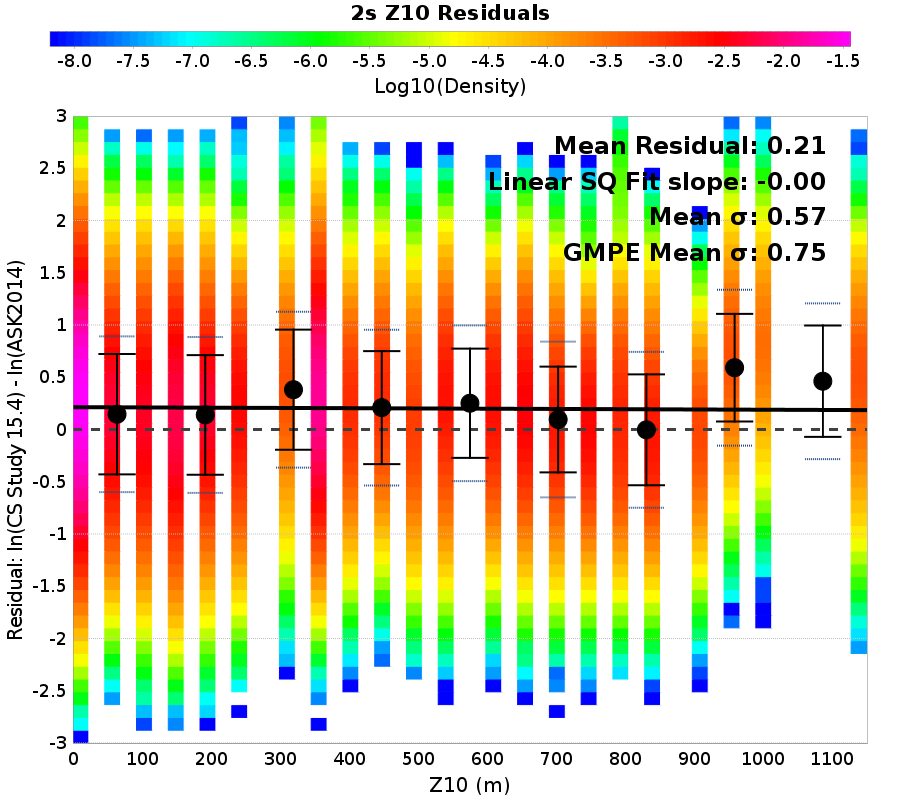 2s Z10 Residuals
-8.0 -7.5 -7.0 -6.5 -6.0 -5.5 -5.0 -4.5 -4.0 -3.5 -3.0 -2.5 -2.0 -1.5
Log10(Density)
Mean Residual: 0.21
Linear SQ Fit slope: -0.00
Mean σ: 0.57
GMPE Mean σ: 0.75
Residual: ln(CS Study 15.4) - ln(ASK2014)
3
2.5
2
1.5
1
0.5
0
-0.5
-1
-1.5
-2
-2.5
-3
0 100 200 300 400 500 600 700 800 900 1000 1100
Z10 (m)